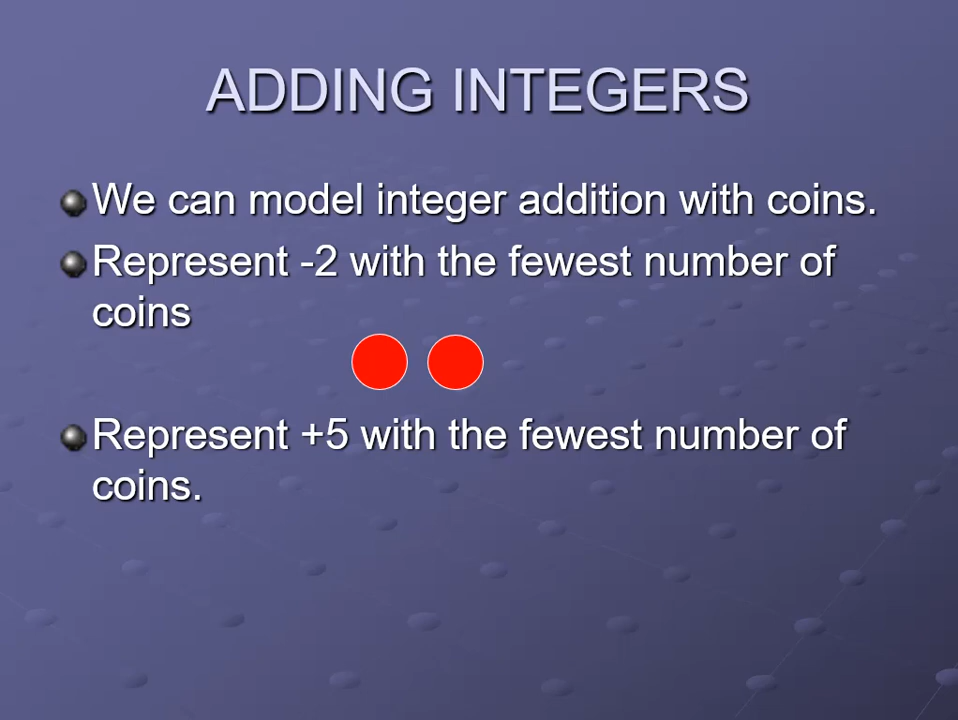 ADDING INTEGERS
We can model integer addition with coins.
Represent -2 with the fewest number of
coins
Represent +5 with the fewest number of
coins.